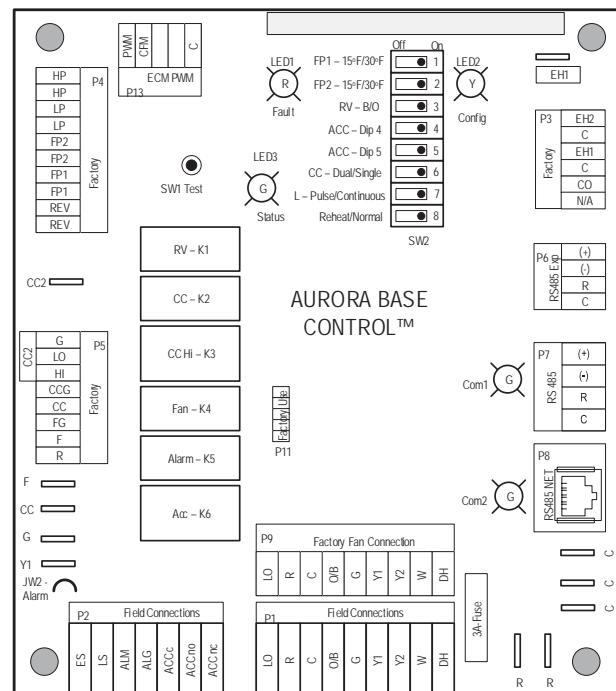 PWM
CFM
C
P13
ECM PWM
P4
HP
HP
LP
LP
FP2
FP2
FP1
FP1
REV
REV
Factory
SW1 Test
LED1
R
Fault
LED3
G
Status
Off
On
FP1 – 15ºF/30ºF
1
FP2 – 15ºF/30ºF
2
RV – B/O
3
ACC – Dip 4
4
ACC – Dip 5
5
CC – Dual/Single
6
L – Pulse/Continuous
7
Reheat/Normal
8
SW2
LED2
Y
Config
EH1
P3
Factory
EH2
C
EH1
C
CO
N/A
P6
RS485 Exp
(+)
(-)
R
C
P7
RS 485
(+)
(-)
R
C
Com1
G
P8
RS485 NET
Com2
G
AURORA BASE
CONTROL™
RV – K1
CC – K2
CC Hi – K3
Fan – K4
Alarm – K5
Acc – K6
Factory Use
P11
CC2
CC2
P5
G
LO
HI
CCG
CC
FG
F
R
Factory
F
CC
G
Y1
JW2 -
Alarm
P9
Factory Fan Connection
LO
R
C
O/B
G
Y1
Y2
W
DH
P2
Field Connections
ES
LS
ALM
ALG
ACC c
ACC no
ACC nc
P1
Field Connections
LO
R
C
O/B
G
Y1
Y2
W
DH
3A-Fuse
C
C
C
R
R